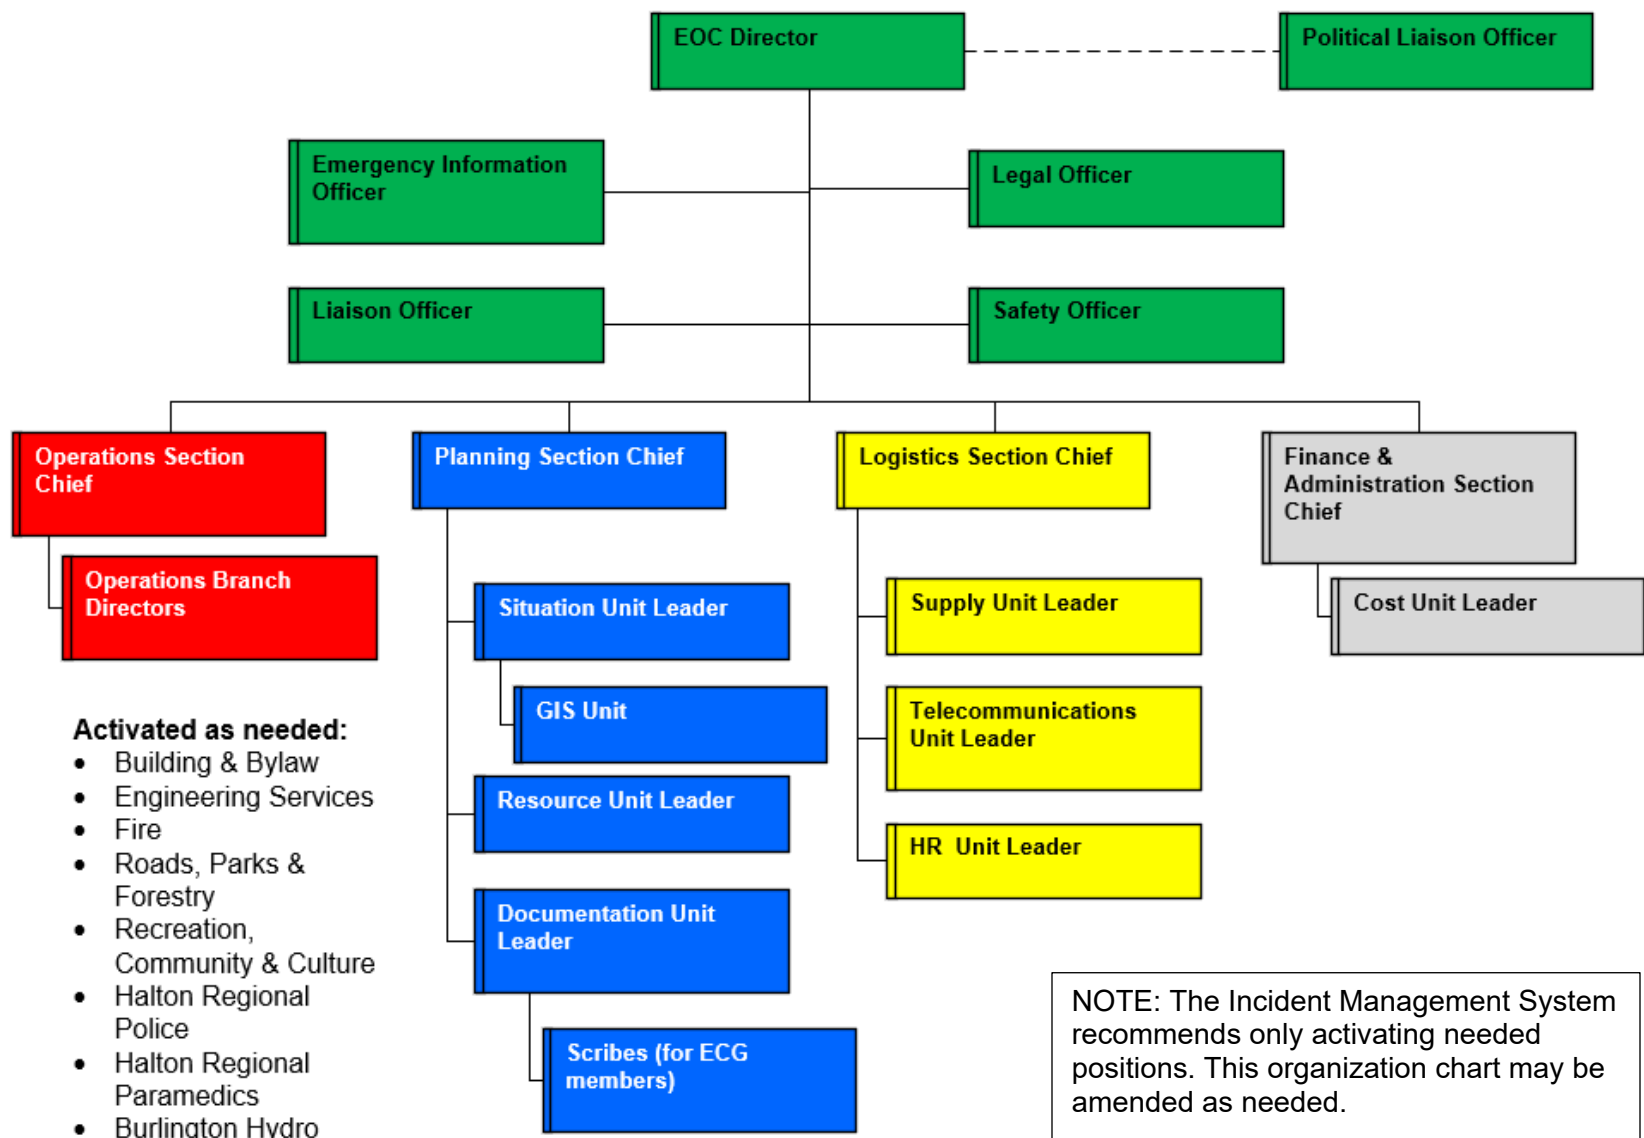 EOC Director
Political Liaison Officer
Emergency Information
Officer
Legal Officer
Liaison Officer
Safety Officer
Operations Section
Chief
Planning Section Chief
Logistics Section Chief
Finance &
Administration Section
Chief
Operations Branch
Directors
Situation Unit Leader
GIS Unit
Resource Unit Leader
Documentation Unit
Leader
Scribes (for ECG
members)
Supply Unit Leader
Telecommunications
Unit Leader
HR  Unit Leader
Cost Unit Leader
Activated as needed:
• Building & Bylaw
• Engineering Services
• Fire
• Roads, Parks &
Forestry
• Recreation,
Community & Culture
• Halton Regional
Police
• Halton Regional
Paramedics
• Burlington Hydro
NOTE: The Incident Management System
recommends only activating needed
positions. This organization chart may be
amended as needed.